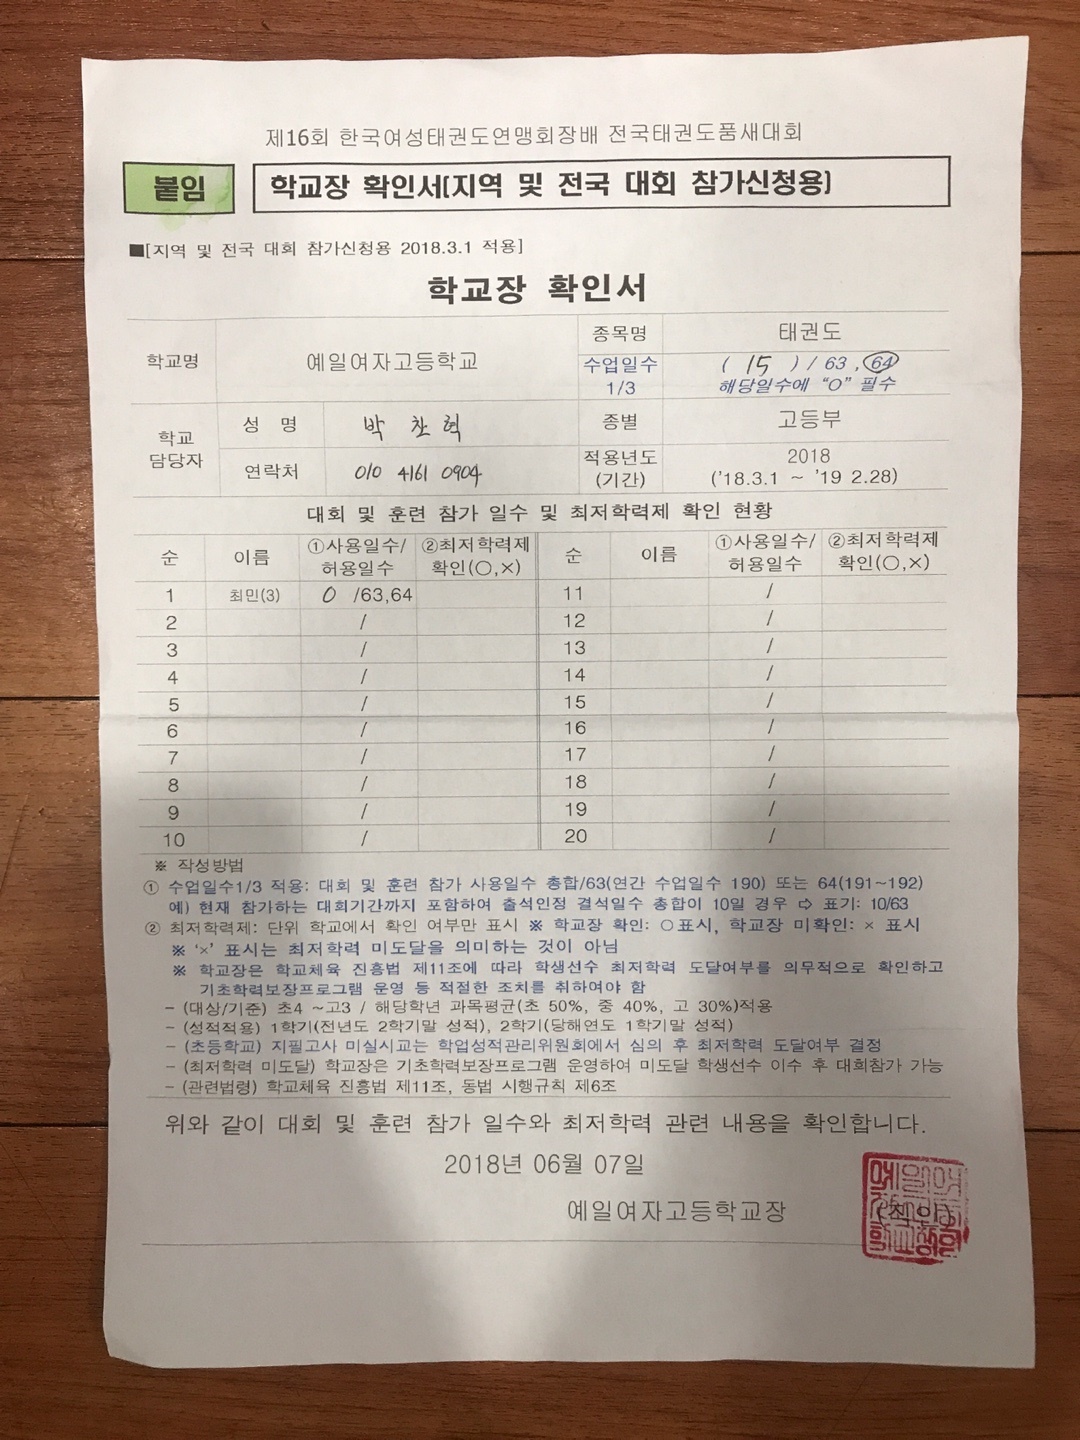 제16회 한국여성태권도연맹회장배 전국태권도품새대회
붙임
학교장 확인서(지역 및 전국 대회 참가신청용)
■[지역 및 전국 대회 참가신청용 2018.3.1 적용]
학교장 확인서
학교명 예일여자고등학교 종목명 태권도
수업일수 1/3 ( 15 ) / 63 , 64
해당일수에 “O” 필수
학교 담당자 성 명 박찬혁 종별 고등부
연락처 010 4161 0904 적용년도 (기간) 2018
('18.3.1 ~ '19 2.28)
대회 및 훈련 참가 일수 및 최저학력제 확인 현황
순 이름 ①사용일수/허용일수 ②최저학력제 확인(○,×) 순 이름 ①사용일수/허용일수 ②최저학력제 확인(○,×)
1 최민(3) 0 /63,64 11 /
2 / 12 /
3 / 13 /
4 / 14 /
5 / 15 /
6 / 16 /
7 / 17 /
8 / 18 /
9 / 19 /
10 / 20 /
※ 작성방법
① 수업일수1/3 적용: 대회 및 훈련 참가 사용일수 총합/63(연간 수업일수 190) 또는 64(191~192)
예) 현재 참가하는 대회기간까지 포함하여 출석인정 결석일수 총합이 10일 경우 ⇨ 표기: 10/63
② 최저학력제: 단위 학교에서 확인 여부만 표시 ※ 학교장 확인: ○표시, 학교장 미확인: × 표시
※ '×' 표시는 최저학력 미도달을 의미하는 것이 아님
※ 학교장은 학교체육 진흥법 제11조에 따라 학생선수 최저학력 도달여부를 의무적으로 확인하고
기초학력보장프로그램 운영 등 적절한 조치를 취하여야 함
- (대상/기준) 초4 ~고3 / 해당학년 과목평균(초 50%, 중 40%, 고 30%)적용
- (성적적용) 1학기(전년도 2학기말 성적), 2학기(당해연도 1학기말 성적)
- (초등학교) 지필고사 미실시교는 학업성적관리위원회에서 심의 후 최저학력 도달여부 결정
- (최저학력 미도달) 학교장은 기초학력보장프로그램 운영하여 미도달 학생선수 이수 후 대회참가 가능
- (관련법령) 학교체육 진흥법 제11조, 동법 시행규칙 제6조
위와 같이 대회 및 훈련 참가 일수와 최저학력 관련 내용을 확인합니다.
2018년 06월 07일
예일여자고등학교장 (직인)